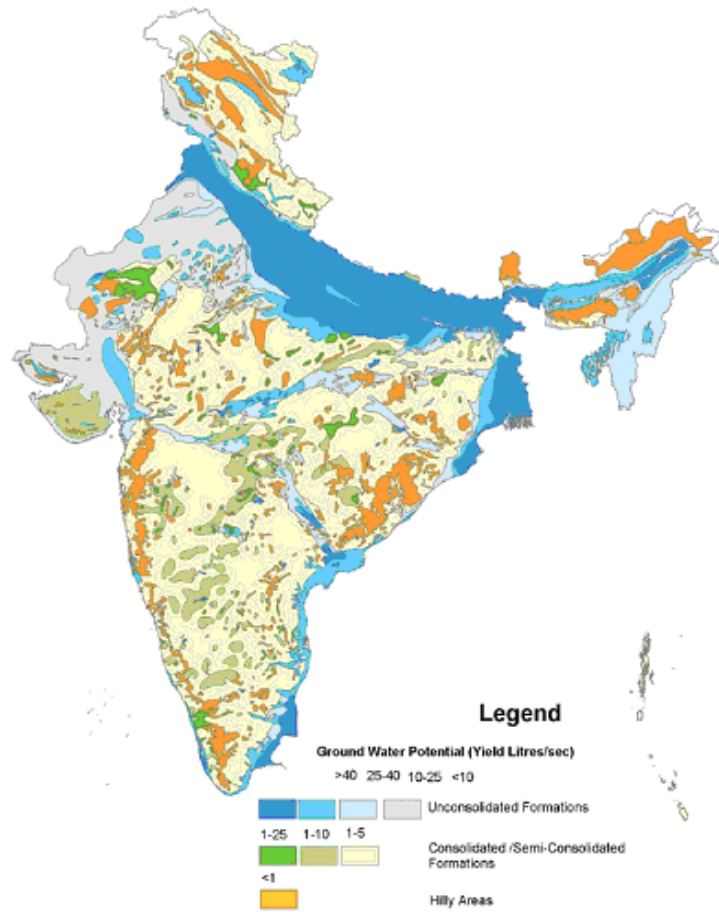 Legend
Ground Water Potential (Yield Litres/sec)
>40 25-40 10-25 <10
Unconsolidated Formations
1-25 1-10 1-5
Consolidated /Semi-Consolidated
Formations
<1
Hilly Areas